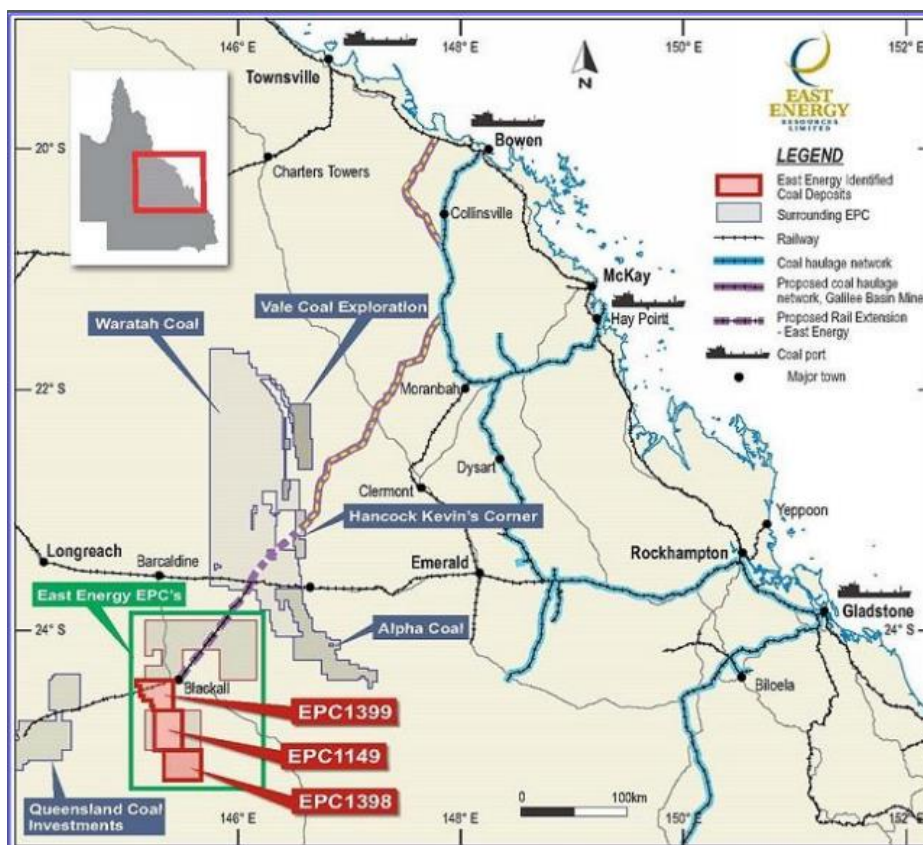 146 °E
148 °E
150 °E
152 °E
Townsville
N
EAST
ENERGY
RESOURCES
LIMITED
20° S
Bowen
Charters Towers
Collinsville
LEGEND
East Energy Identified
Coal Deposits
Surrounding EPC
Railway
Coal haulage network
Proposed coal haulage
network, Galilee Basin Mine
Proposed Rail Extension
- East Energy
Coal port
Major town
McKay
Hay Point
Vale Coal Exploration
Waratah Coal
22° S
Moranbah
Dysart
Clermont
Hancock Kevin's Corner
Yeppoon
Longreach
Barcaldine
Emerald
Rockhampton
East Energy EPC's
Gladstone
24° S
Alpha Coal
24° S
Blackall
Biloela
EPC1399
EPC1149
EPC1398
Queensland Coal
Investments
0
100km
146 °E
148 °E
150 °E
152 °E